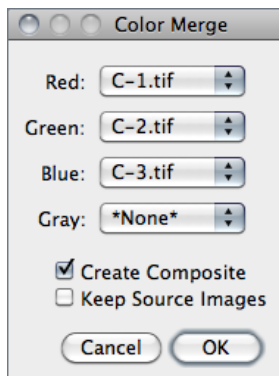 Color Merge
Red: C-1.tif
Green: C-2.tif
Blue: C-3.tif
Gray: *None*
Create Composite
Keep Source Images
Cancel OK